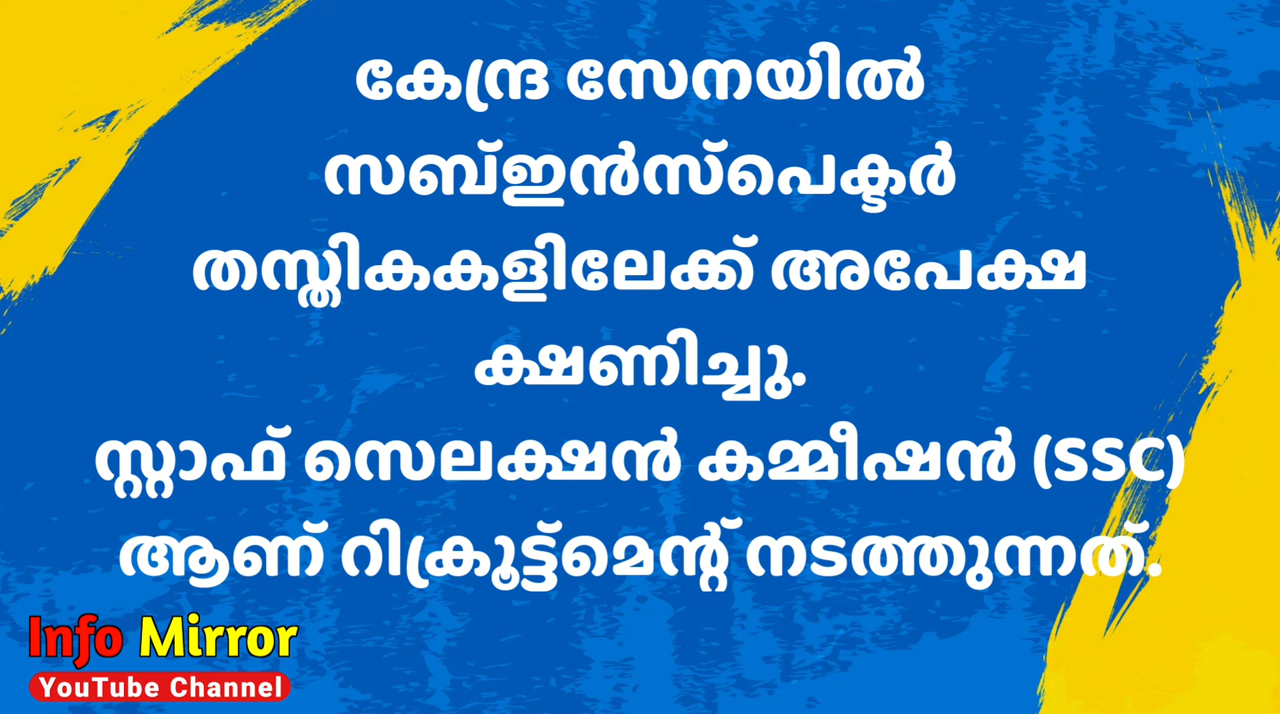 കേന്ദ്ര സേനയിൽ
സബ്ഇൻസ്പെക്ടർ
തസ്തികകളിലേക്ക് അപേക്ഷ
ക്ഷണിച്ചു.
സ്റ്റാഫ് സെലക്ഷൻ കമ്മീഷൻ (SSC)
ആണ് റിക്രൂട്ട്മെന്റ് നടത്തുന്നത്.
Info Mirror
YouTube Channel